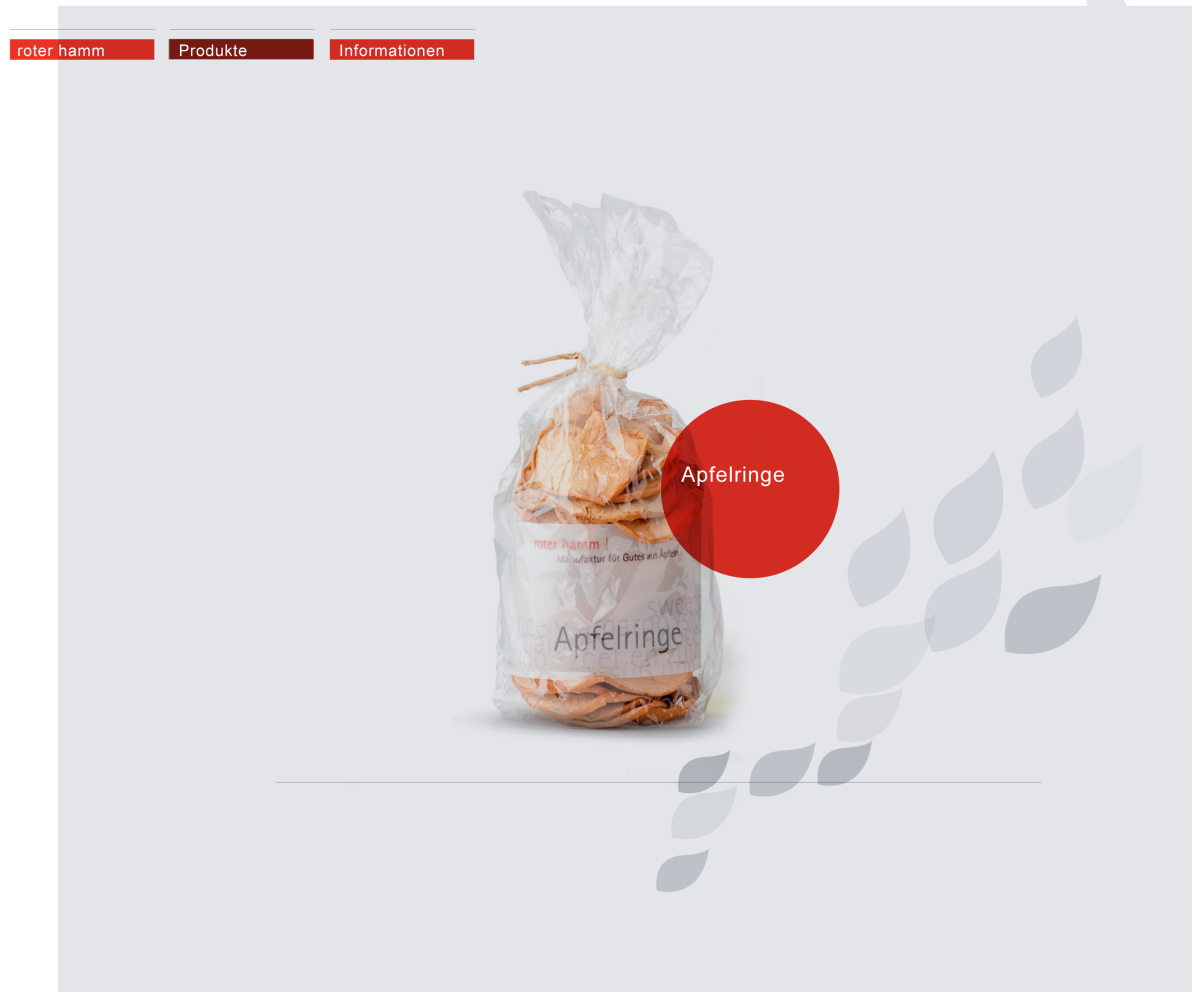 roter hamm
Produkte
Informationen
Apfelringe
roter hamm |
Manufaktur für Gutes aus Äpfeln
Apfelringe